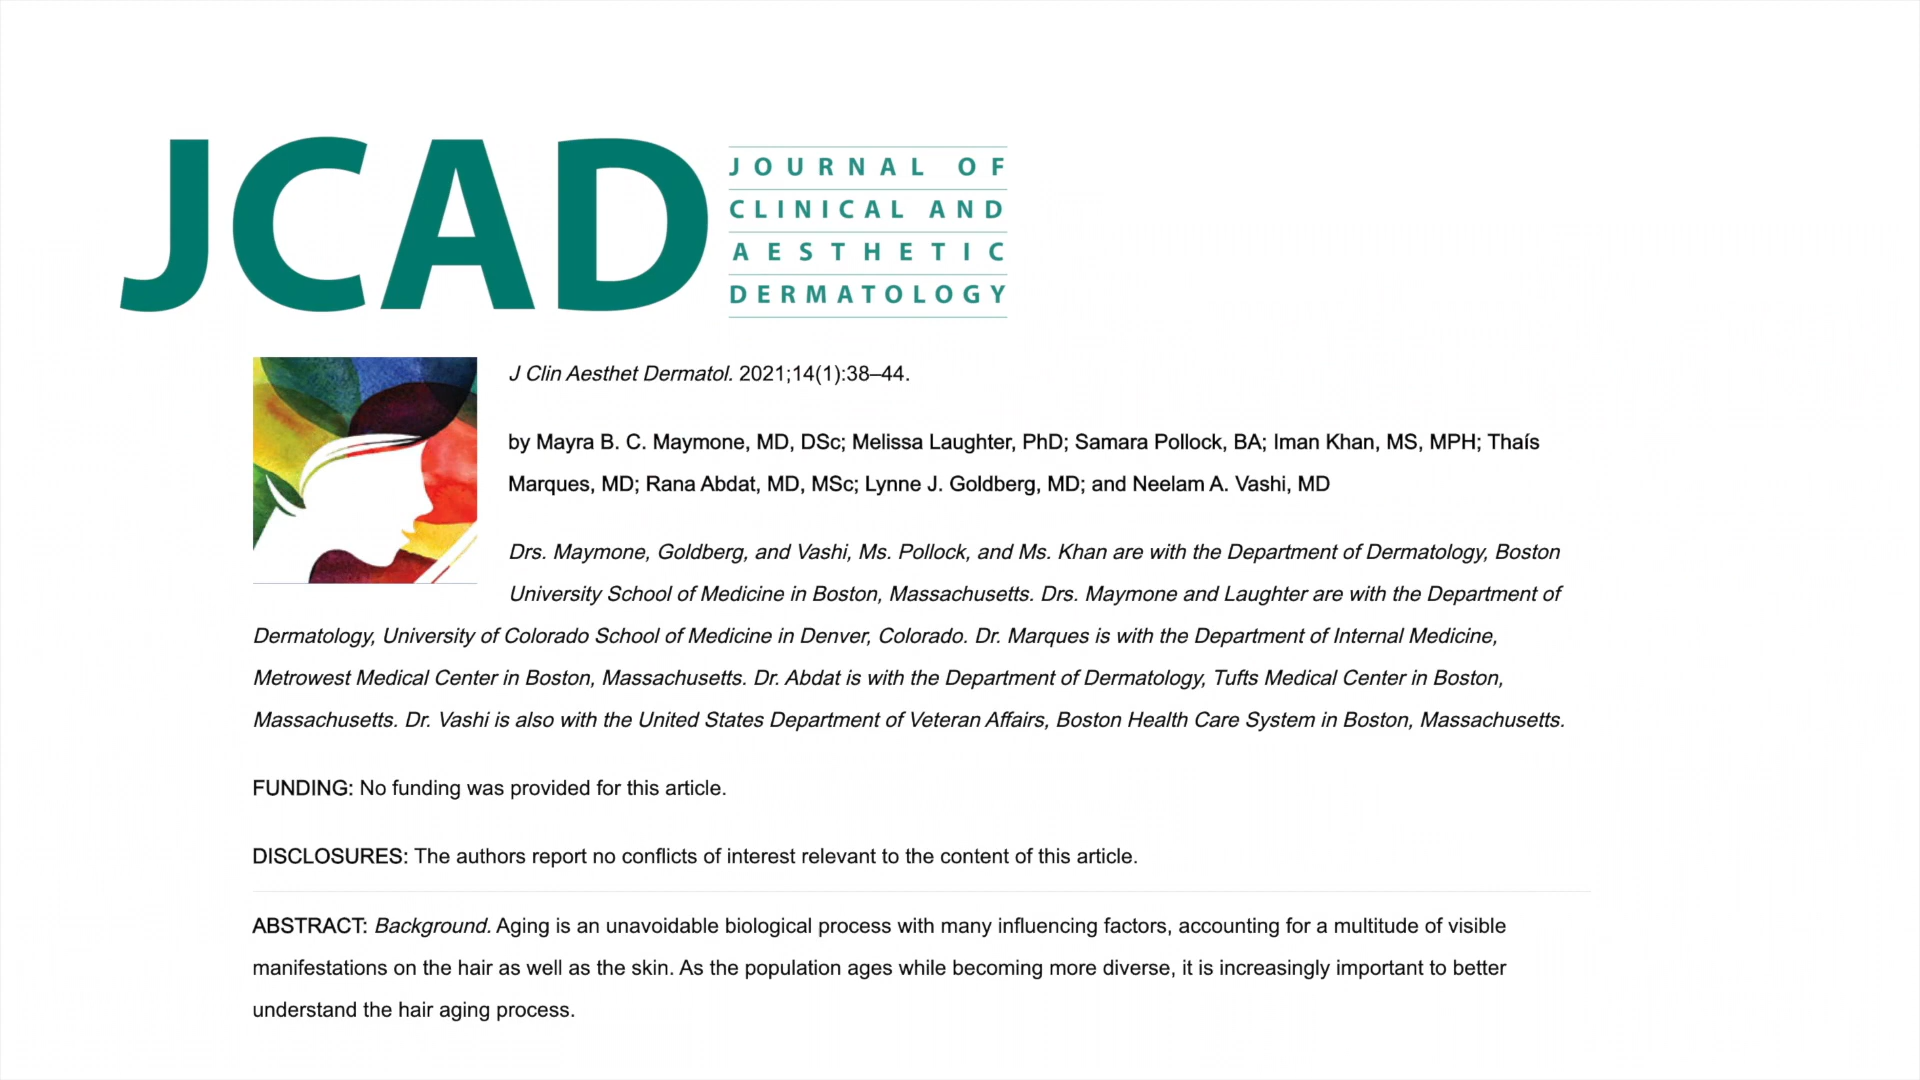 JCAD
JOURNAL OF
CLINICAL AND
AESTHETIC
DERMATOLOGY
J Clin Aesthet Dermatol. 2021;14(1):38–44.
by Mayra B. C. Maymone, MD, DSc; Melissa Laughter, PhD; Samara Pollock, BA; Iman Khan, MS, MPH; Thaís
Marques, MD; Rana Abdat, MD, MSc; Lynne J. Goldberg, MD; and Neelam A. Vashi, MD
Drs. Maymone, Goldberg, and Vashi, Ms. Pollock, and Ms. Khan are with the Department of Dermatology, Boston
University School of Medicine in Boston, Massachusetts. Drs. Maymone and Laughter are with the Department of
Dermatology, University of Colorado School of Medicine in Denver, Colorado. Dr. Marques is with the Department of Internal Medicine,
Metrowest Medical Center in Boston, Massachusetts. Dr. Abdat is with the Department of Dermatology, Tufts Medical Center in Boston,
Massachusetts. Dr. Vashi is also with the United States Department of Veteran Affairs, Boston Health Care System in Boston, Massachusetts.
FUNDING: No funding was provided for this article.
DISCLOSURES: The authors report no conflicts of interest relevant to the content of this article.
ABSTRACT: Background. Aging is an unavoidable biological process with many influencing factors, accounting for a multitude of visible
manifestations on the hair as well as the skin. As the population ages while becoming more diverse, it is increasingly important to better
understand the hair aging process.